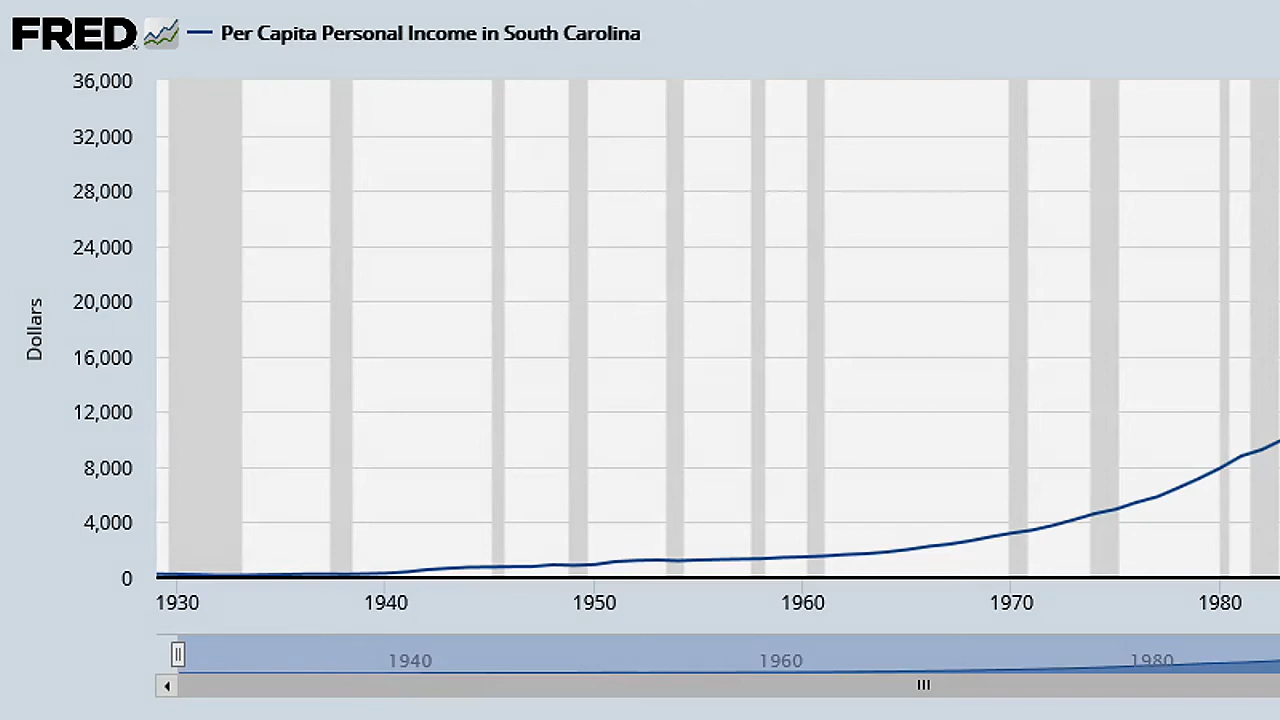 FRED Per Capita Personal Income in South Carolina
36,000
32,000
28,000
24,000
20,000
16,000
12,000
8,000
4,000
0
Dollars
1930 1940 1950 1960 1970 1980
1940 1960 1980